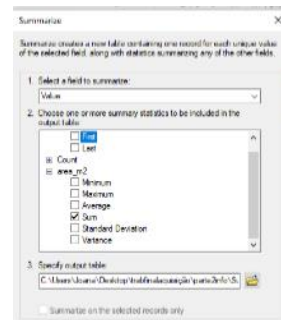 Summarize
Summarize creates a new table containing one record for each unique value
of the selected field, along with statistics summarizing any of the other fields.
1. Select a field to summarize:
Value
2. Choose one or more summary statistics to be included in the
output table:
First
Last
Count
area_m2
Minimum
Maximum
Average
Sum
Standard Deviation
Variance
3. Specify output table:
Summarize on the selected records only